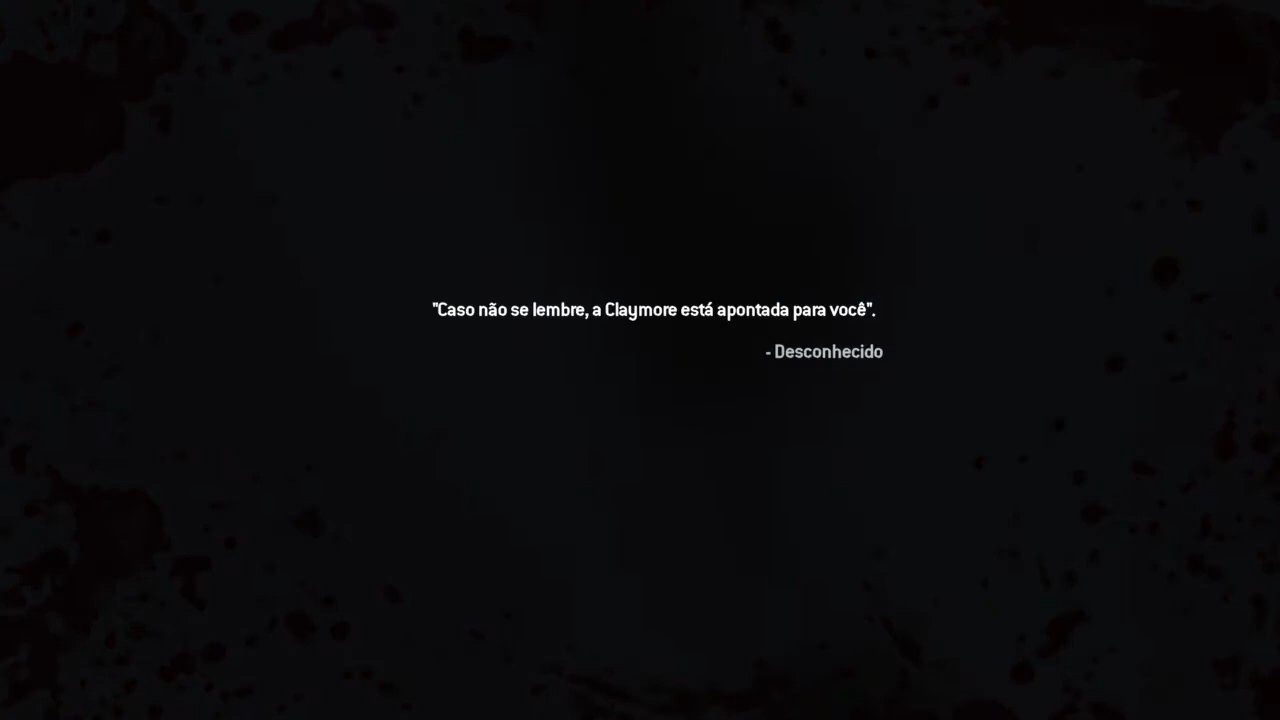 "Caso não se lembre, a Claymore está apontada para você".
- Desconhecido